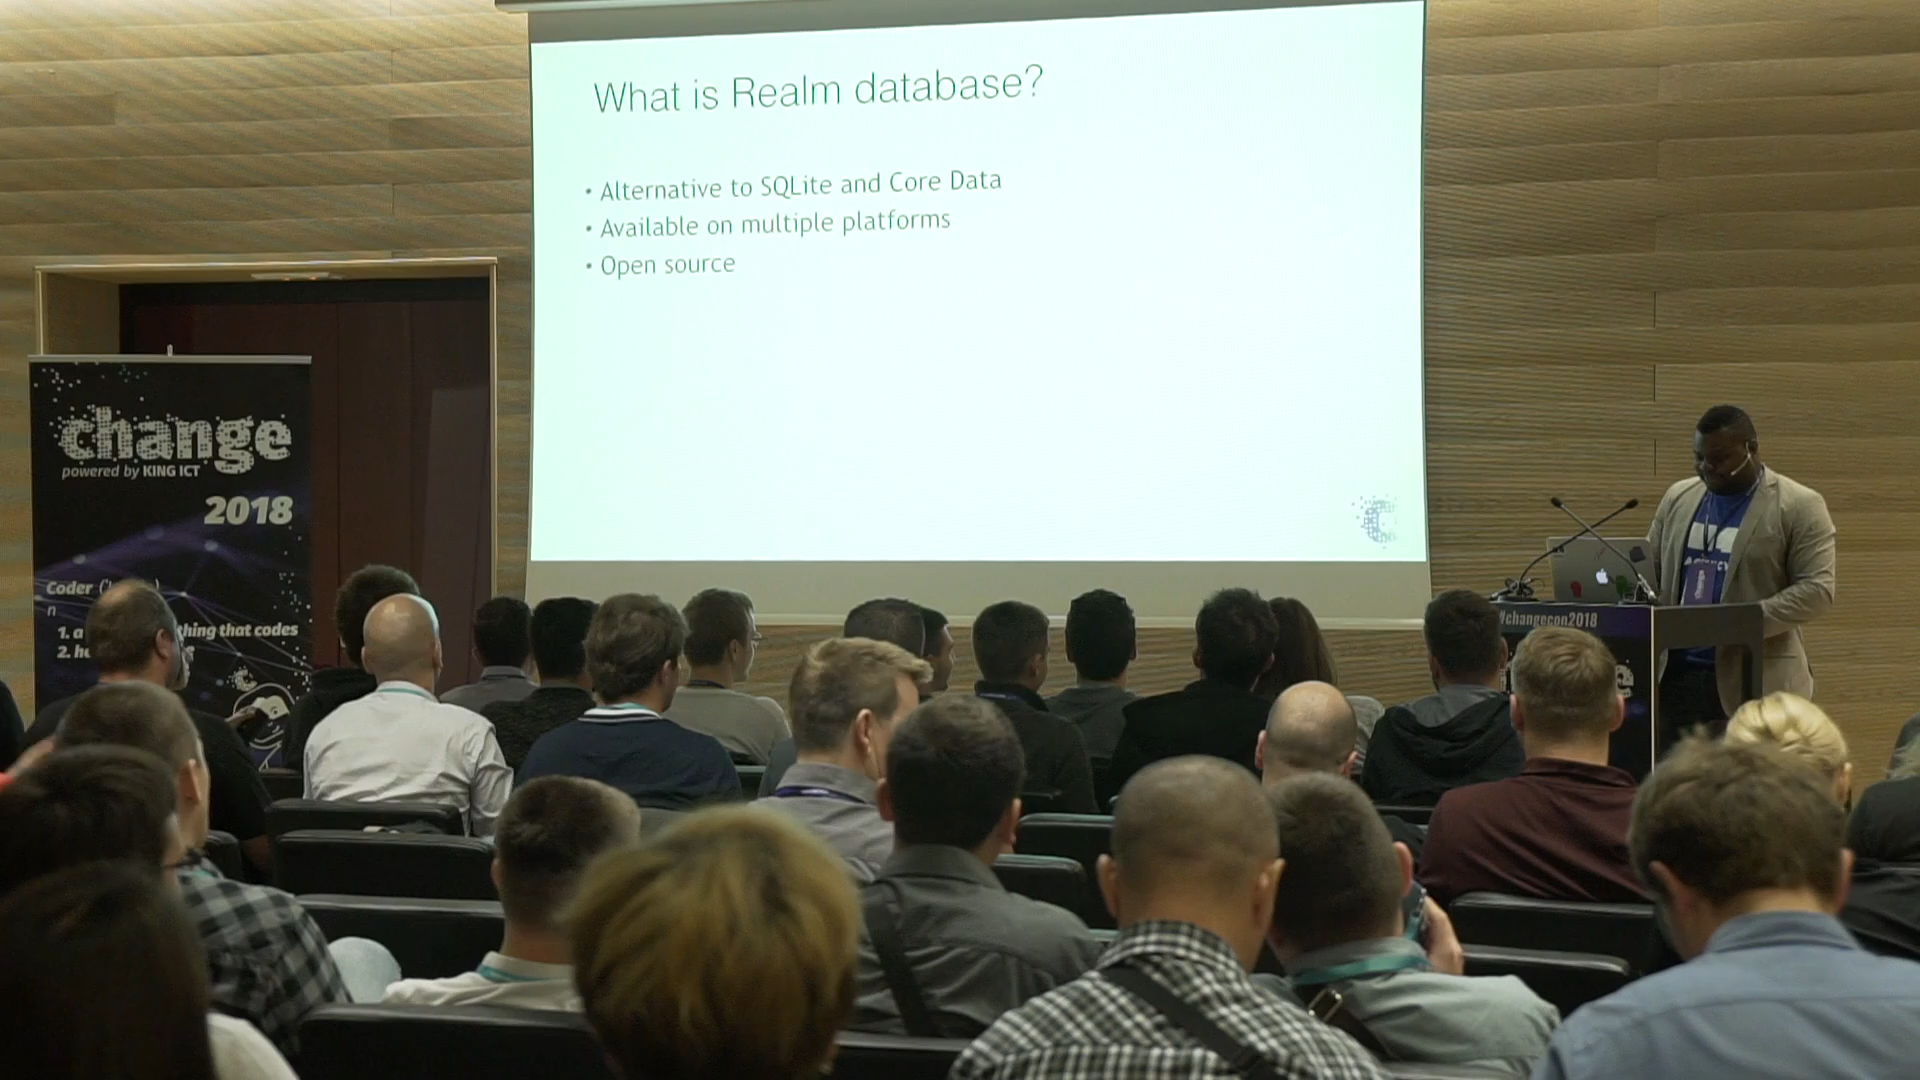 What is Realm database?
• Alternative to SQLite and Core Data
• Available on multiple platforms
• Open source
change
powered by KING ICT
2018
Coder
n
1. a thing that codes
2. he
#changecon2018